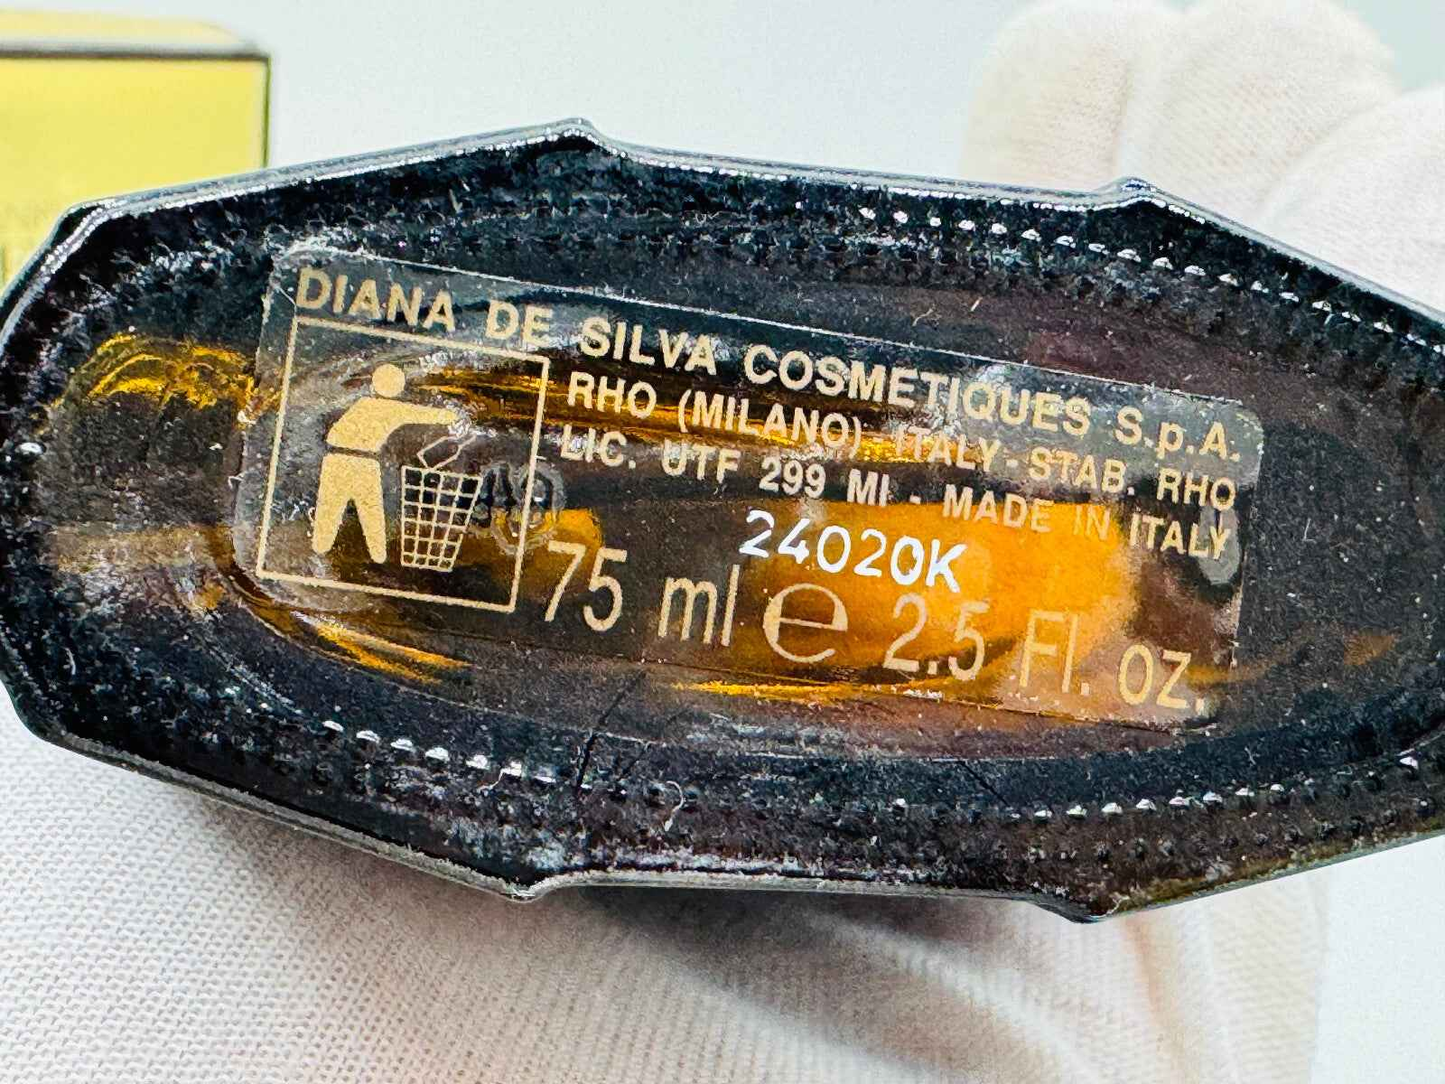 DIANA DE SILVA COSMETIQUES S.p.A.
RHO (MILANO) ITALY - STAB. RHO
LIC. UTF 299 MI - MADE IN ITALY
24020K
75 ml e 2.5 Fl. oz.